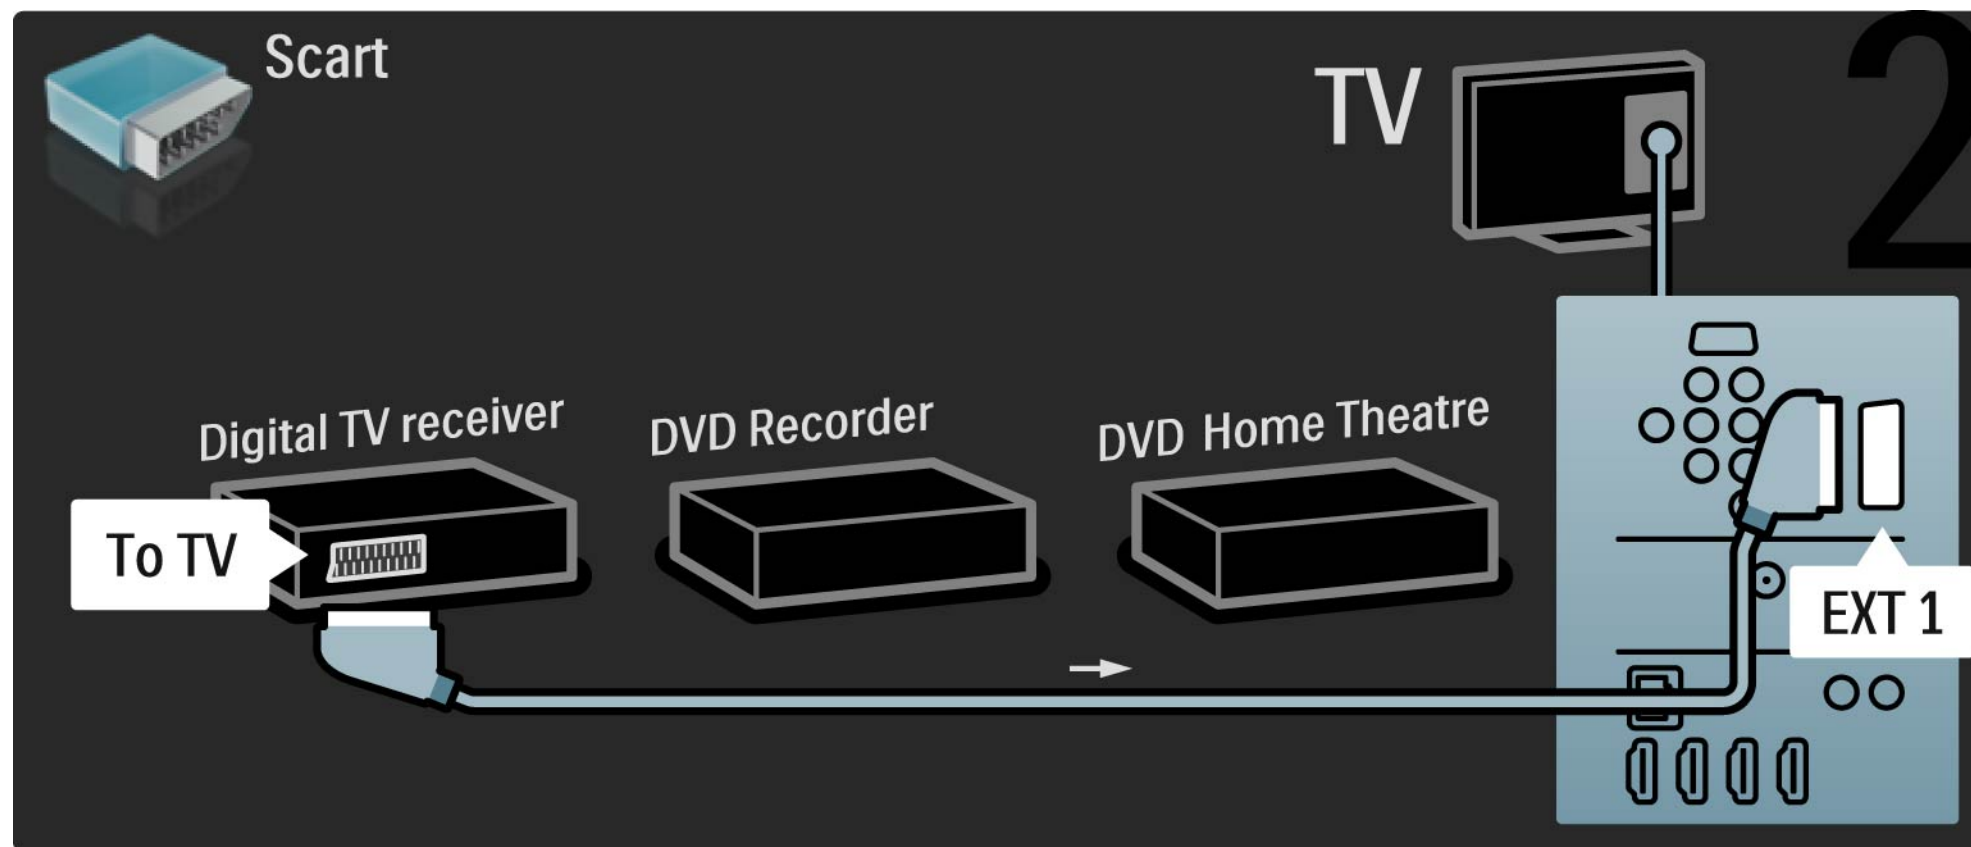 Scart
TV
2
Digital TV receiver
DVD Recorder
DVD Home Theatre
To TV
EXT 1